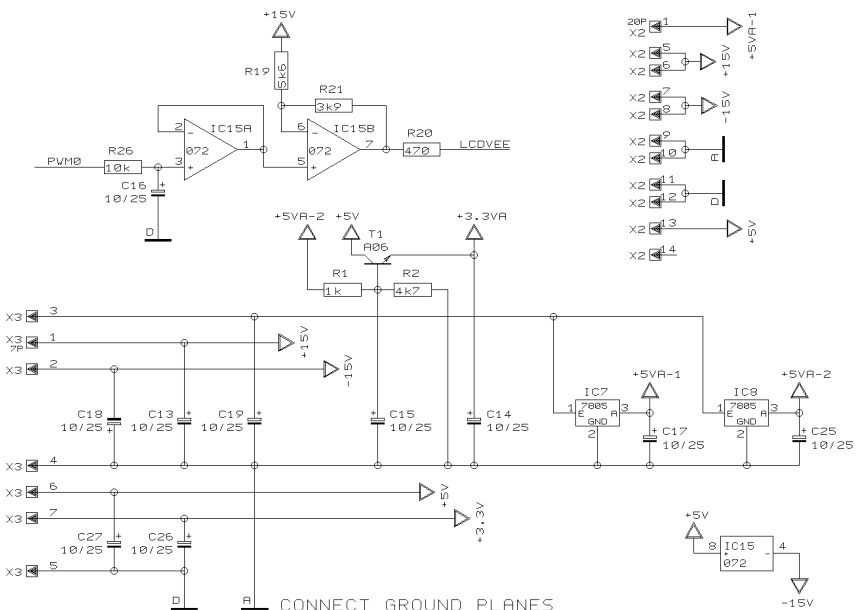 +15V
R19
5k6
R21
3k9
2
3
IC15A
072
1
6
5
IC15B
072
7
R20
470
LCDVEE
PWM0
R26
10k
C16
10/25
D
20P
X2 1
+5VA-1
X2 5
X2 6
+15V
X2 7
X2 8
-15V
X2 9
X2 10
A
X2 11
X2 12
D
X2 13
+5V
X2 14
+5VA-2
+5V
T1
A06
+3.3VA
R1
1k
R2
4k7
X3 3
X3 1
7P
+15V
X3 2
-15V
C18
10/25
C13
10/25
C19
10/25
C15
10/25
C14
10/25
IC7
7805
1 E A 3
GND
2
+5VA-1
C17
10/25
IC8
7805
1 E A 3
GND
2
+5VA-2
C25
10/25
X3 4
X3 6
+5V
X3 7
+3.3V
C27
10/25
C26
10/25
X3 5
D
A
CONNECT GROUND PLANES
+5V
8
IC15
072
4
-15V